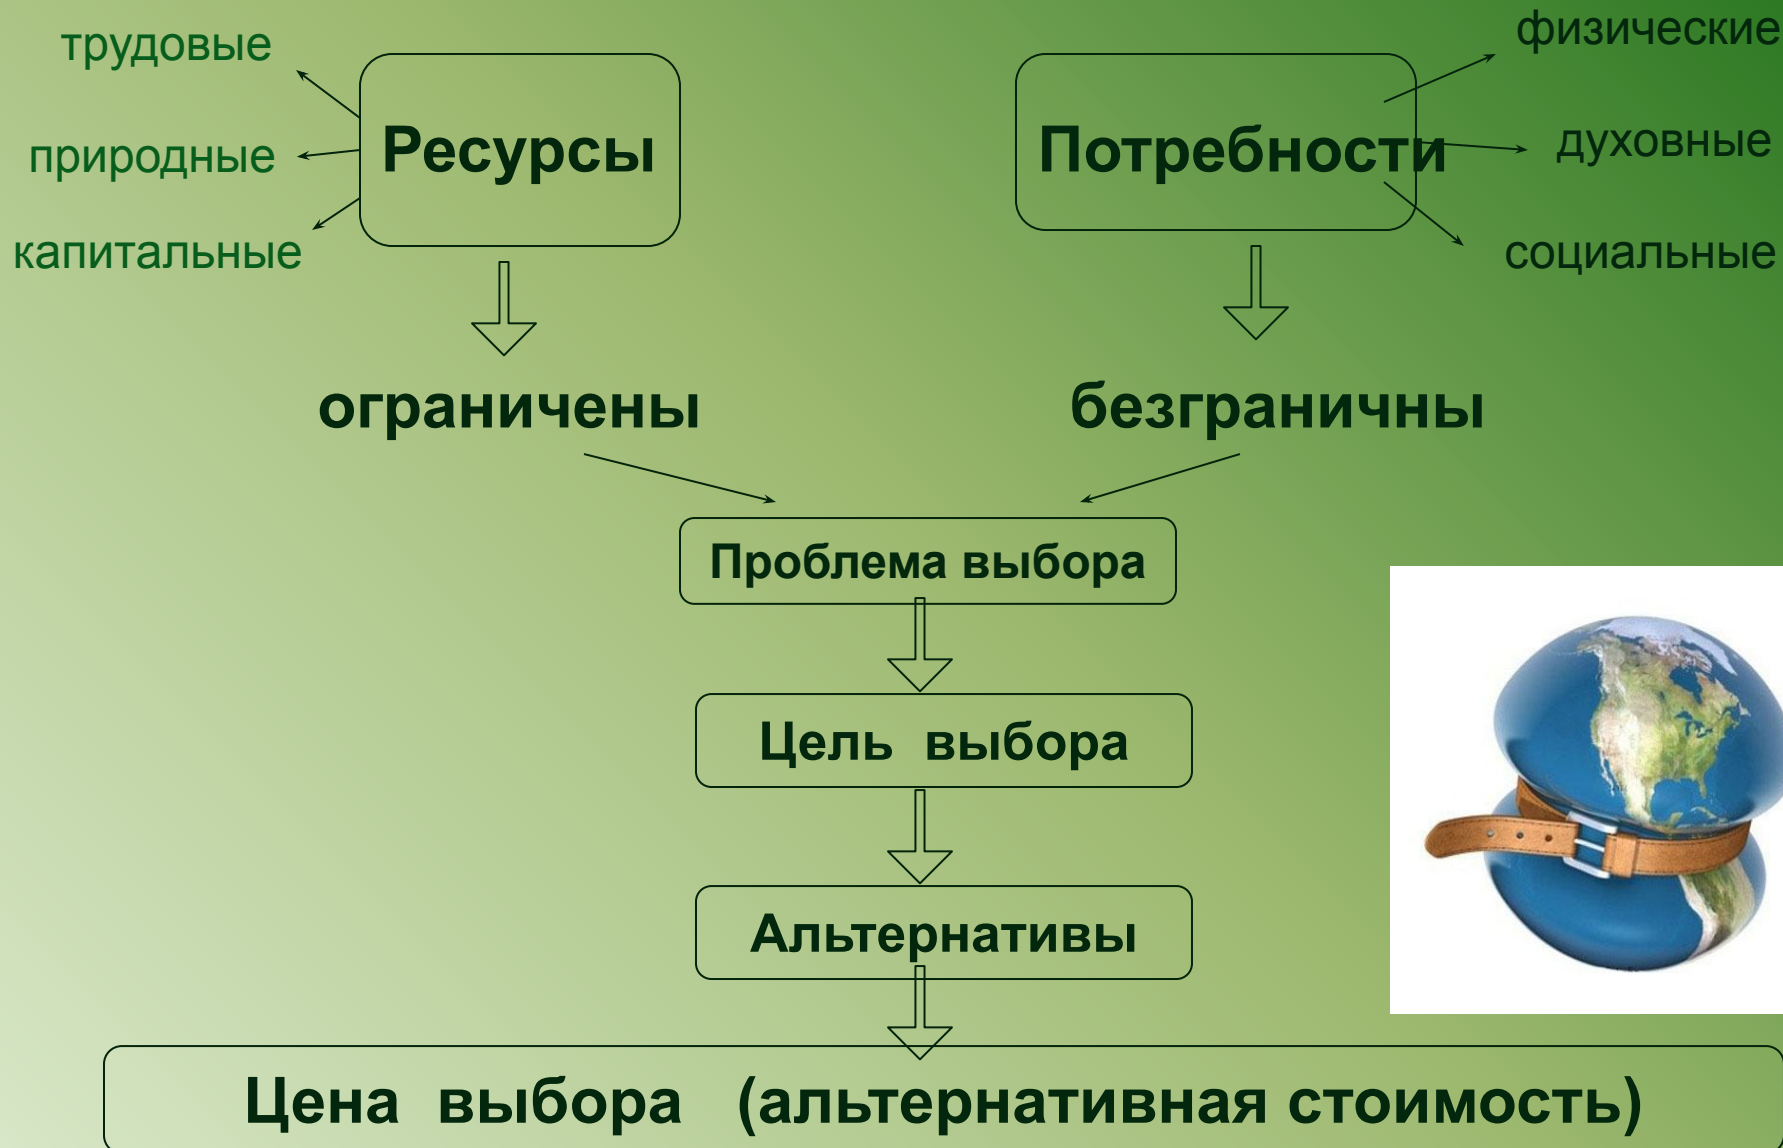 трудовые
природные
капитальные
Ресурсы
Потребности
физические
духовные
социальные
ограничены
безграничны
Проблема выбора
Цель выбора
Альтернативы
Цена выбора (альтернативная стоимость)